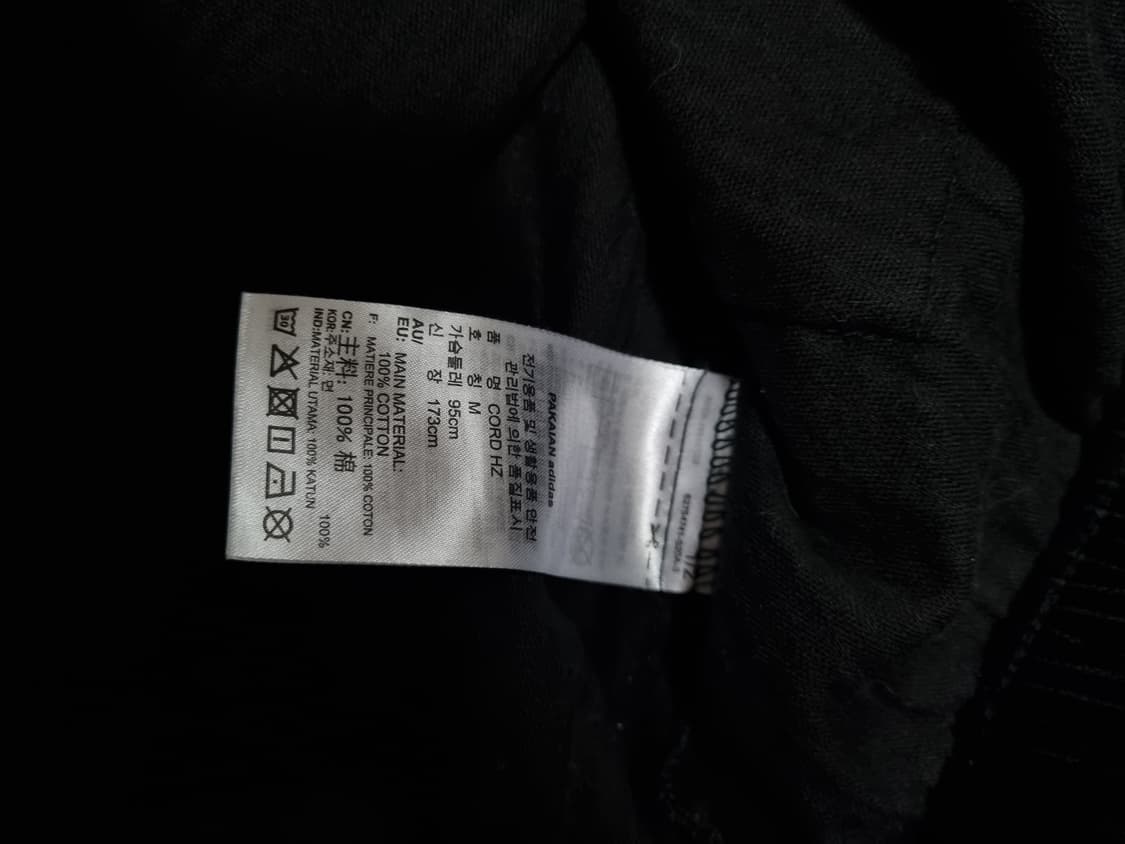 1/2
PAKAIAN adidas
전기용품 및 생활용품 안전
관리법에 의한 품질표시
품 명 CORD HZ
호 칭 M
가슴둘레 95cm
신 장 173cm
AU/
EU: MAIN MATERIAL:
100% COTTON
F: MATIERE PRINCIPALE: 100% COTON
CN: 主料: 100% 棉
KOR:주소재: 면 100%
IND:MATERIAL UTAMA: 100% KATUN
30